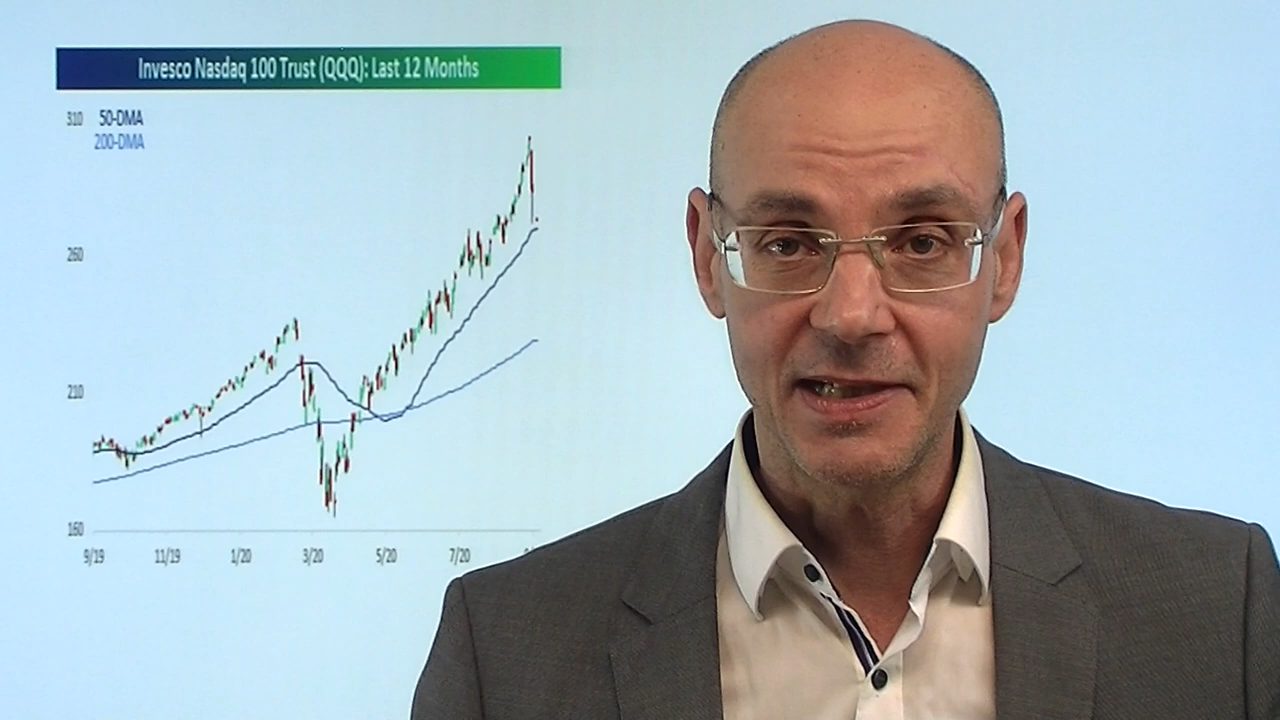 Invesco Nasdaq 100 Trust (QQQ): Last 12 Months
310
50-DMA
200-DMA
260
210
160
9/19 11/19 1/20 3/20 5/20 7/20